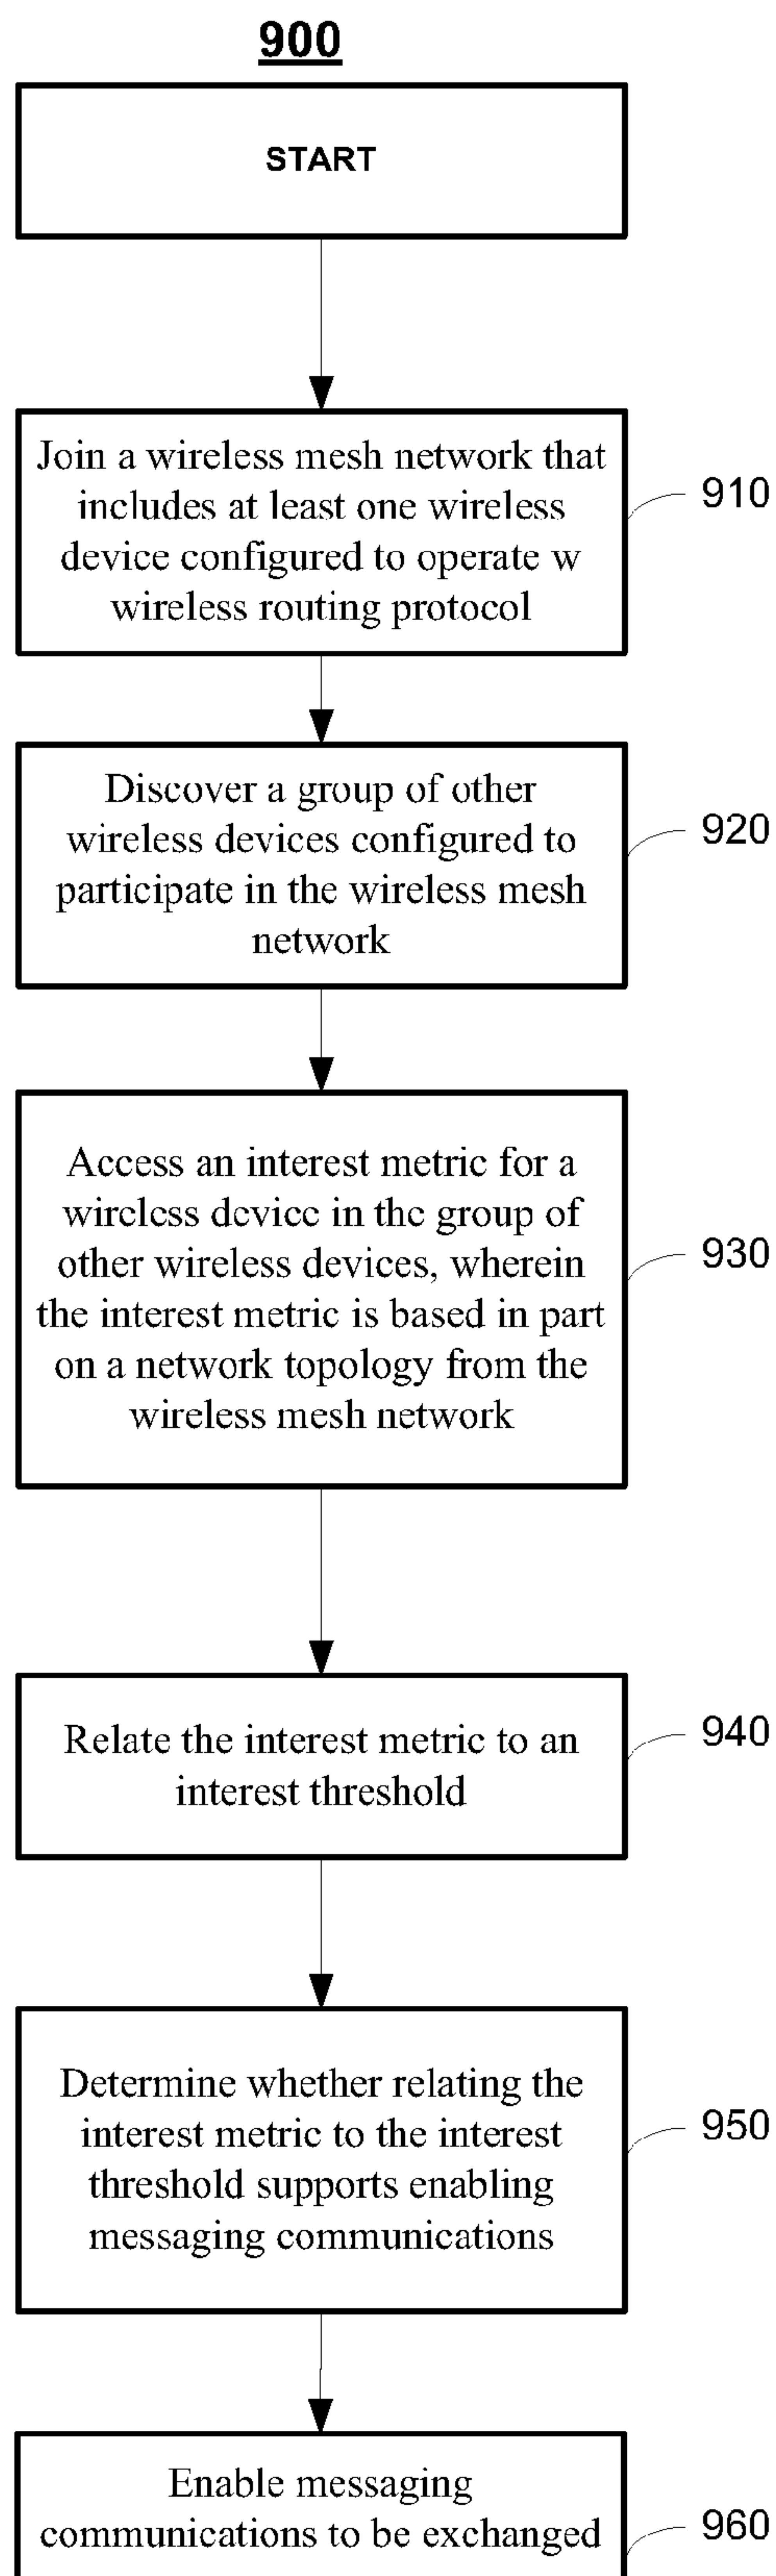 900
START
Join a wireless mesh network that
includes at least one wireless
device configured to operate w
wireless routing protocol
910
Discover a group of other
wireless devices configured to
participate in the wireless mesh
network
920
Access an interest metric for a
wireless device in the group of
other wireless devices, wherein
the interest metric is based in part
on a network topology from the
wireless mesh network
930
Relate the interest metric to an
interest threshold
940
Determine whether relating the
interest metric to the interest
threshold supports enabling
messaging communications
950
Enable messaging
communications to be exchanged
960